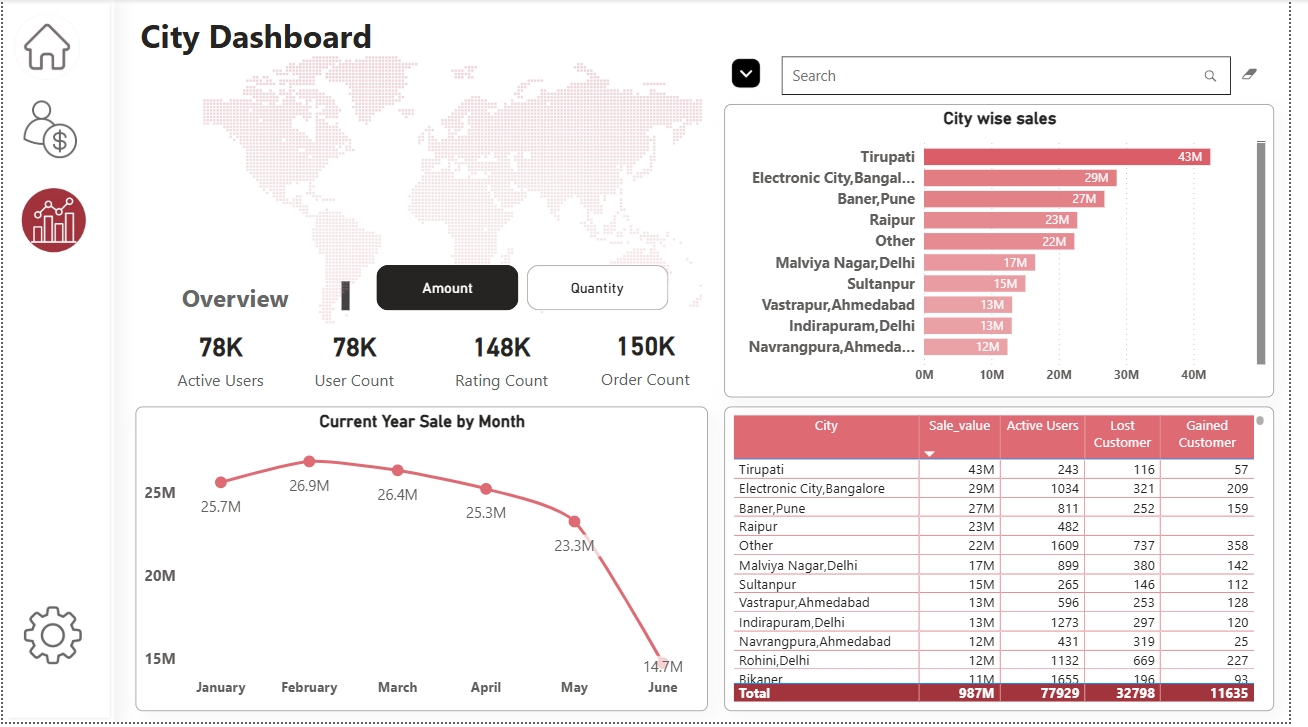 City Dashboard
Search
Overview
Amount
Quantity
78K
78K
148K
150K
Active Users
User Count
Rating Count
Order Count
City wise sales
Tirupati 43M
Electronic City,Bangal... 29M
Baner,Pune 27M
Raipur 23M
Other 22M
Malviya Nagar,Delhi 17M
Sultanpur 15M
Vastrapur,Ahmedabad 13M
Indirapuram,Delhi 13M
Navrangpura,Ahmeda... 12M
0M 10M 20M 30M 40M
Current Year Sale by Month
25M
20M
15M
25.7M
26.9M
26.4M
25.3M
23.3M
14.7M
January February March April May June
City Sale_value Active Users Lost Customer Gained Customer
Tirupati 43M 243 116 57
Electronic City,Bangalore 29M 1034 321 209
Baner,Pune 27M 811 252 159
Raipur 23M 482
Other 22M 1609 737 358
Malviya Nagar,Delhi 17M 899 380 142
Sultanpur 15M 265 146 112
Vastrapur,Ahmedabad 13M 596 253 128
Indirapuram,Delhi 13M 1273 297 120
Navrangpura,Ahmedabad 12M 431 319 25
Rohini,Delhi 12M 1132 669 227
Bikaner 11M 1655 196 93
Total 987M 77929 32798 11635